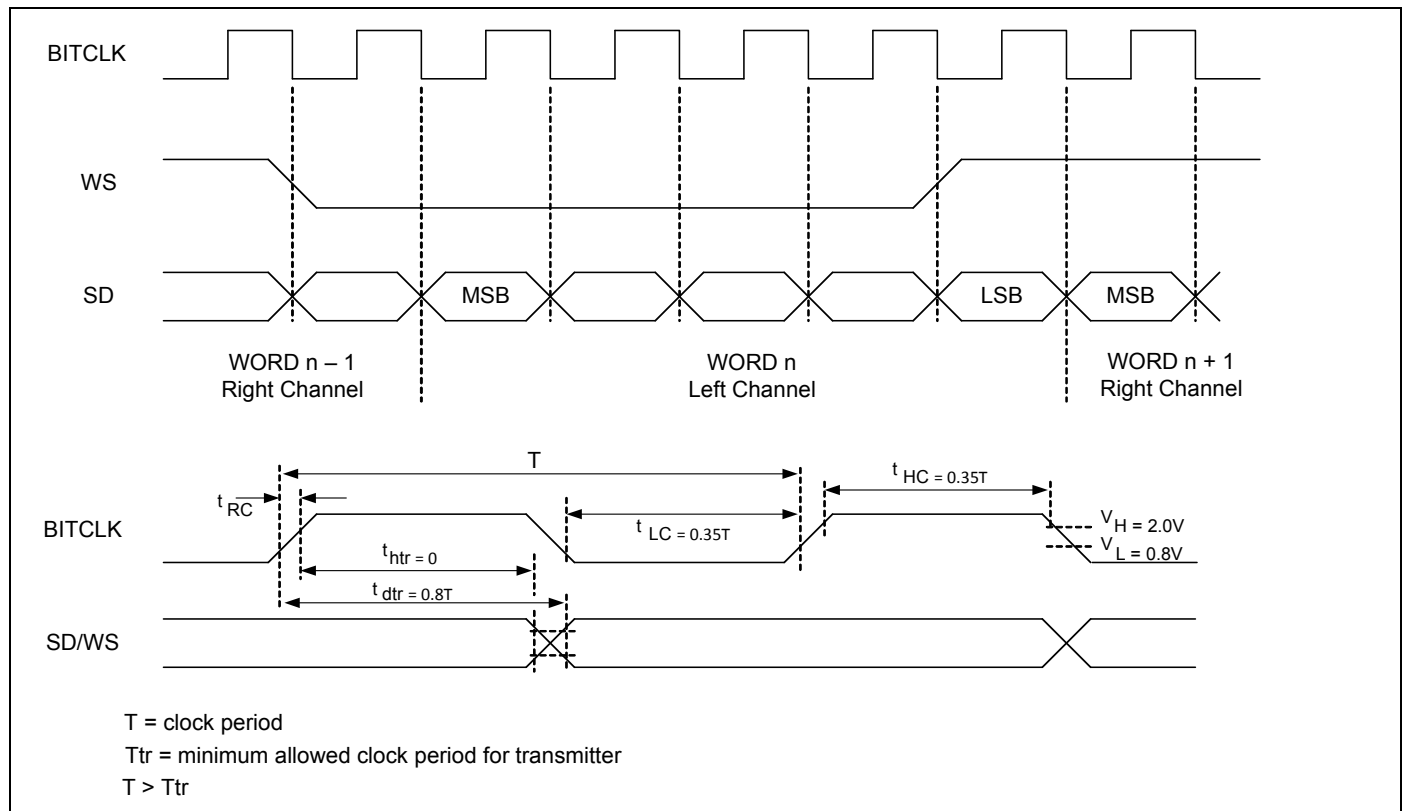 BITCLK
WS
SD
MSB
LSB
MSB
WORD n – 1
Right Channel
WORD n
Left Channel
WORD n + 1
Right Channel
T
t RC
t HC = 0.35T
BITCLK
t LC = 0.35T
V H = 2.0V
V L = 0.8V
t htr = 0
t dtr = 0.8T
SD/WS
T = clock period
Ttr = minimum allowed clock period for transmitter
T > Ttr